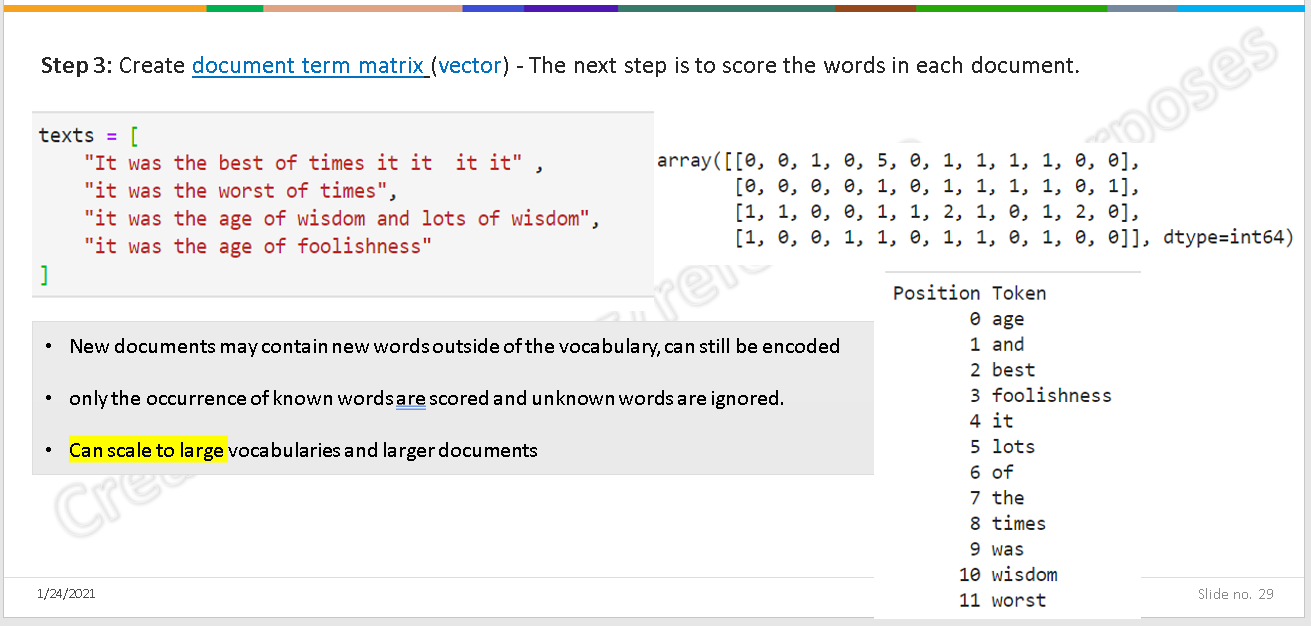 Step 3: Create document term matrix (vector) - The next step is to score the words in each document.
texts = [
"It was the best of times it it  it it" ,
"it was the worst of times",
"it was the age of wisdom and lots of wisdom",
"it was the age of foolishness"
]
array([[0, 0, 1, 0, 5, 0, 1, 1, 1, 1, 0, 0],
[0, 0, 0, 0, 1, 0, 1, 1, 1, 1, 0, 1],
[1, 1, 0, 0, 1, 1, 2, 1, 0, 1, 2, 0],
[1, 0, 0, 1, 1, 0, 1, 1, 0, 1, 0, 0]], dtype=int64)
• New documents may contain new words outside of the vocabulary, can still be encoded
• only the occurrence of known words are scored and unknown words are ignored.
• Can scale to large vocabularies and larger documents
Position Token
0 age
1 and
2 best
3 foolishness
4 it
5 lots
6 of
7 the
8 times
9 was
10 wisdom
11 worst
1/24/2021
Slide no. 29